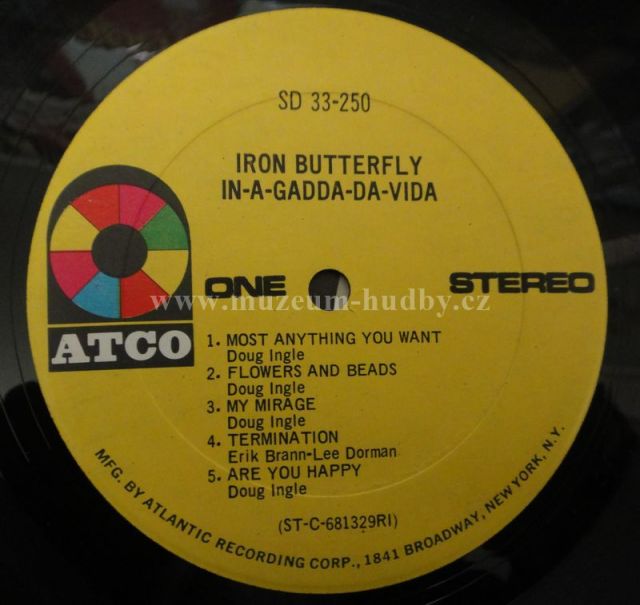 SD 33-250
IRON BUTTERFLY
IN-A-GADDA-DA-VIDA
ATCO
ONE
STEREO
www.muzeum-hudby.cz
1. MOST ANYTHING YOU WANT
Doug Ingle
2. FLOWERS AND BEADS
Doug Ingle
3. MY MIRAGE
Doug Ingle
4. TERMINATION
Erik Brann-Lee Dorman
5. ARE YOU HAPPY
Doug Ingle
(ST-C-681329RI)
MFG. BY ATLANTIC RECORDING CORP., 1841 BROADWAY, NEW YORK, N.Y.